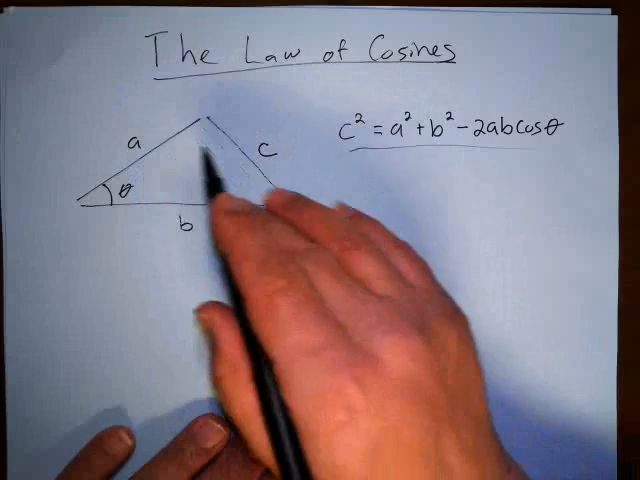 The Law of Cosines
c² = a² + b² - 2abcosθ
a
c
θ
b